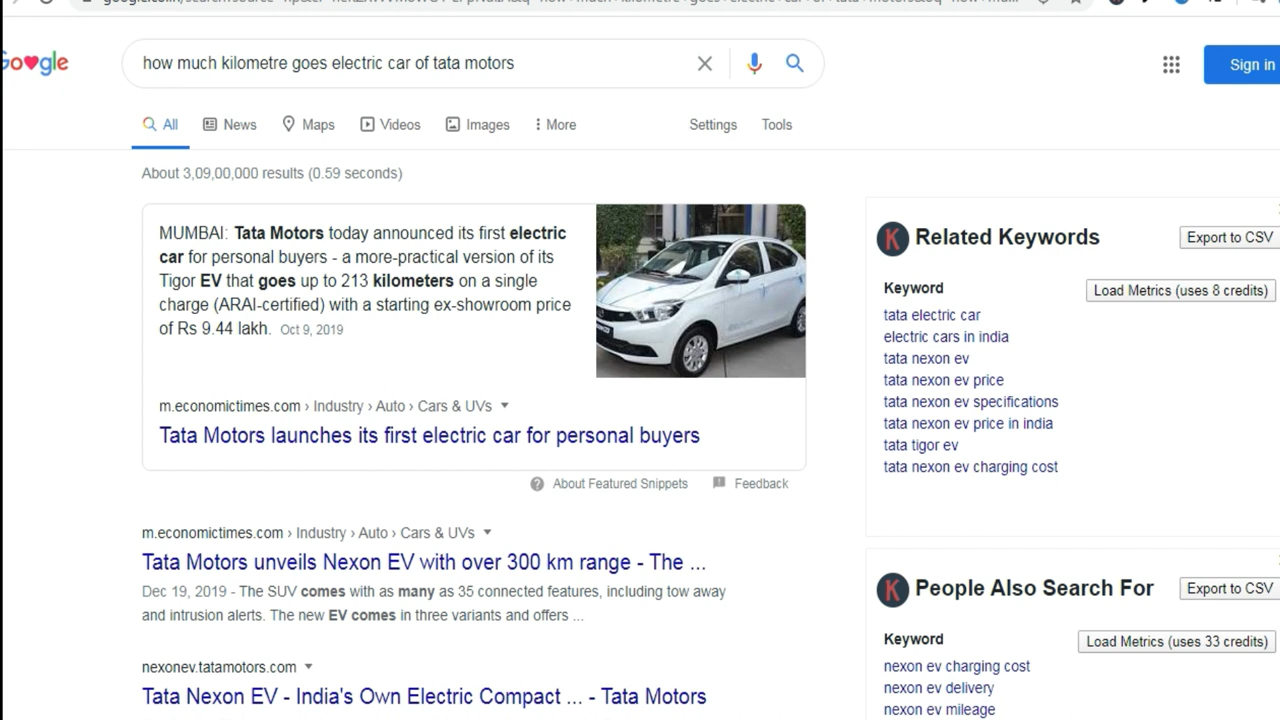 Google
how much kilometre goes electric car of tata motors
Sign in
All News Maps Videos Images More Settings Tools
About 3,09,00,000 results (0.59 seconds)
MUMBAI: Tata Motors today announced its first electric
car for personal buyers - a more-practical version of its
Tigor EV that goes up to 213 kilometers on a single
charge (ARAI-certified) with a starting ex-showroom price
of Rs 9.44 lakh. Oct 9, 2019
m.economictimes.com › Industry › Auto › Cars & UVs
Tata Motors launches its first electric car for personal buyers
About Featured Snippets Feedback
m.economictimes.com › Industry › Auto › Cars & UVs
Tata Motors unveils Nexon EV with over 300 km range - The ...
Dec 19, 2019 - The SUV comes with as many as 35 connected features, including tow away
and intrusion alerts. The new EV comes in three variants and offers ...
nexonev.tatamotors.com
Tata Nexon EV - India's Own Electric Compact ... - Tata Motors
K Related Keywords
Export to CSV
Keyword
Load Metrics (uses 8 credits)
tata electric car
electric cars in india
tata nexon ev
tata nexon ev price
tata nexon ev specifications
tata nexon ev price in india
tata tigor ev
tata nexon ev charging cost
K People Also Search For
Export to CSV
Keyword
Load Metrics (uses 33 credits)
nexon ev charging cost
nexon ev delivery
nexon ev mileage